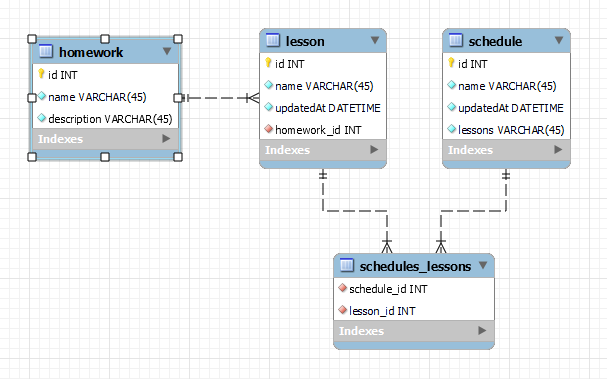 homework
id INT
name VARCHAR(45)
description VARCHAR(45)
Indexes
lesson
id INT
name VARCHAR(45)
updatedAt DATETIME
homework_id INT
Indexes
schedule
id INT
name VARCHAR(45)
updatedAt DATETIME
lessons VARCHAR(45)
Indexes
schedules_lessons
schedule_id INT
lesson_id INT
Indexes